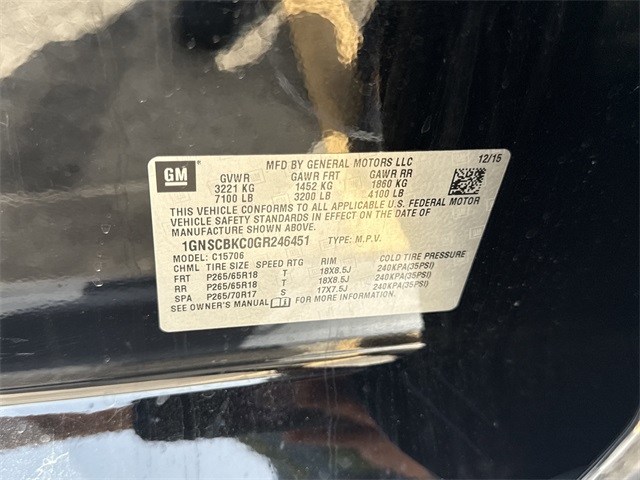 GM
MFD BY GENERAL MOTORS LLC 12/15
GVWR GAWR FRT GAWR RR
3221 KG 1452 KG 1860 KG
7100 LB 3200 LB 4100 LB
THIS VEHICLE CONFORMS TO ALL APPLICABLE U.S. FEDERAL MOTOR
VEHICLE SAFETY STANDARDS IN EFFECT ON THE DATE OF
MANUFACTURE SHOWN ABOVE.
1GNSCBKC0GR246451 TYPE: M.P.V.
MODEL: C15706
CHML TIRE SIZE SPEED RTG RIM COLD TIRE PRESSURE
FRT P265/65R18 T 18X8.5J 240KPA(35PSI)
RR P265/65R18 T 18X8.5J 240KPA(35PSI)
SPA P265/70R17 S 17X7.5J 240KPA(35PSI)
SEE OWNER'S MANUAL FOR MORE INFORMATION.